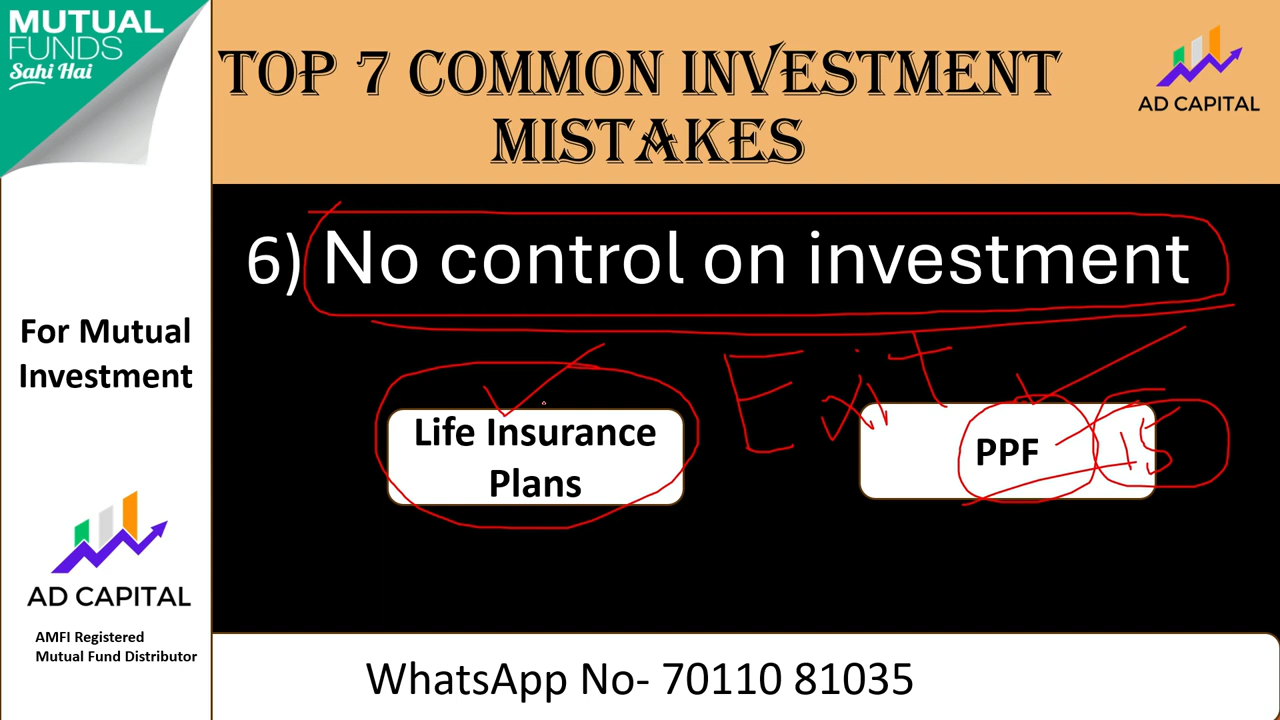 MUTUAL
FUNDS
Sahi Hai
TOP 7 COMMON INVESTMENT
MISTAKES
AD CAPITAL
6) No control on investment
Exit
Life Insurance
Plans
PPF
15
For Mutual
Investment
AD CAPITAL
AMFI Registered
Mutual Fund Distributor
WhatsApp No- 70110 81035